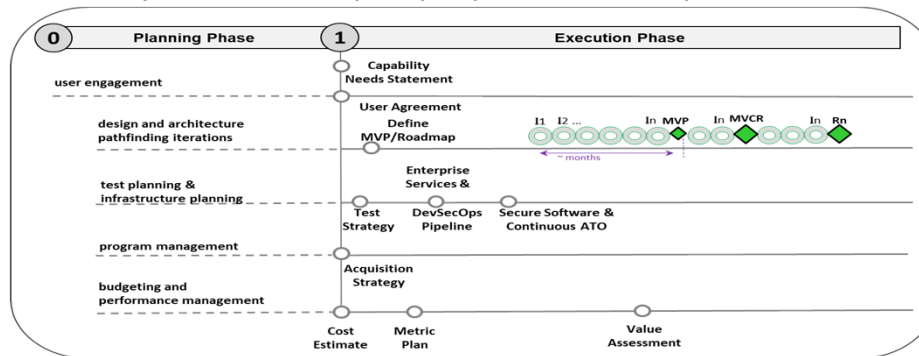 0 Planning Phase 1 Execution Phase
Capability
Needs Statement
user engagement
User Agreement
design and architecture
pathfinding iterations
Define
MVP/Roadmap
I1 I2 ... In MVP In MVCR In Rn
~ months
Enterprise
Services &
test planning &
infrastructure planning
Test
Strategy
DevSecOps
Pipeline
Secure Software &
Continuous ATO
program management
Acquisition
Strategy
budgeting and
performance management
Cost
Estimate
Metric
Plan
Value
Assessment